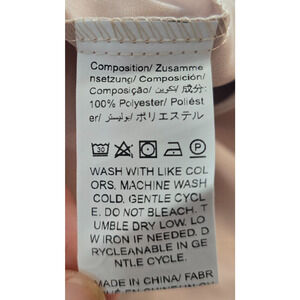 Composition/ Zusamme
nsetzung/ Composición/
Composição/ تكوين/ 成分:
100% Polyester/ Poliést
er/ بوليستر/ ポリエステル
30
WASH WITH LIKE COL
ORS. MACHINE WASH
COLD, GENTLE CYCL
E. DO NOT BLEACH. T
UMBLE DRY LOW. LO
W IRON IF NEEDED. D
RYCLEANABLE IN GE
NTLE CYCLE.
MADE IN CHINA/ FABR